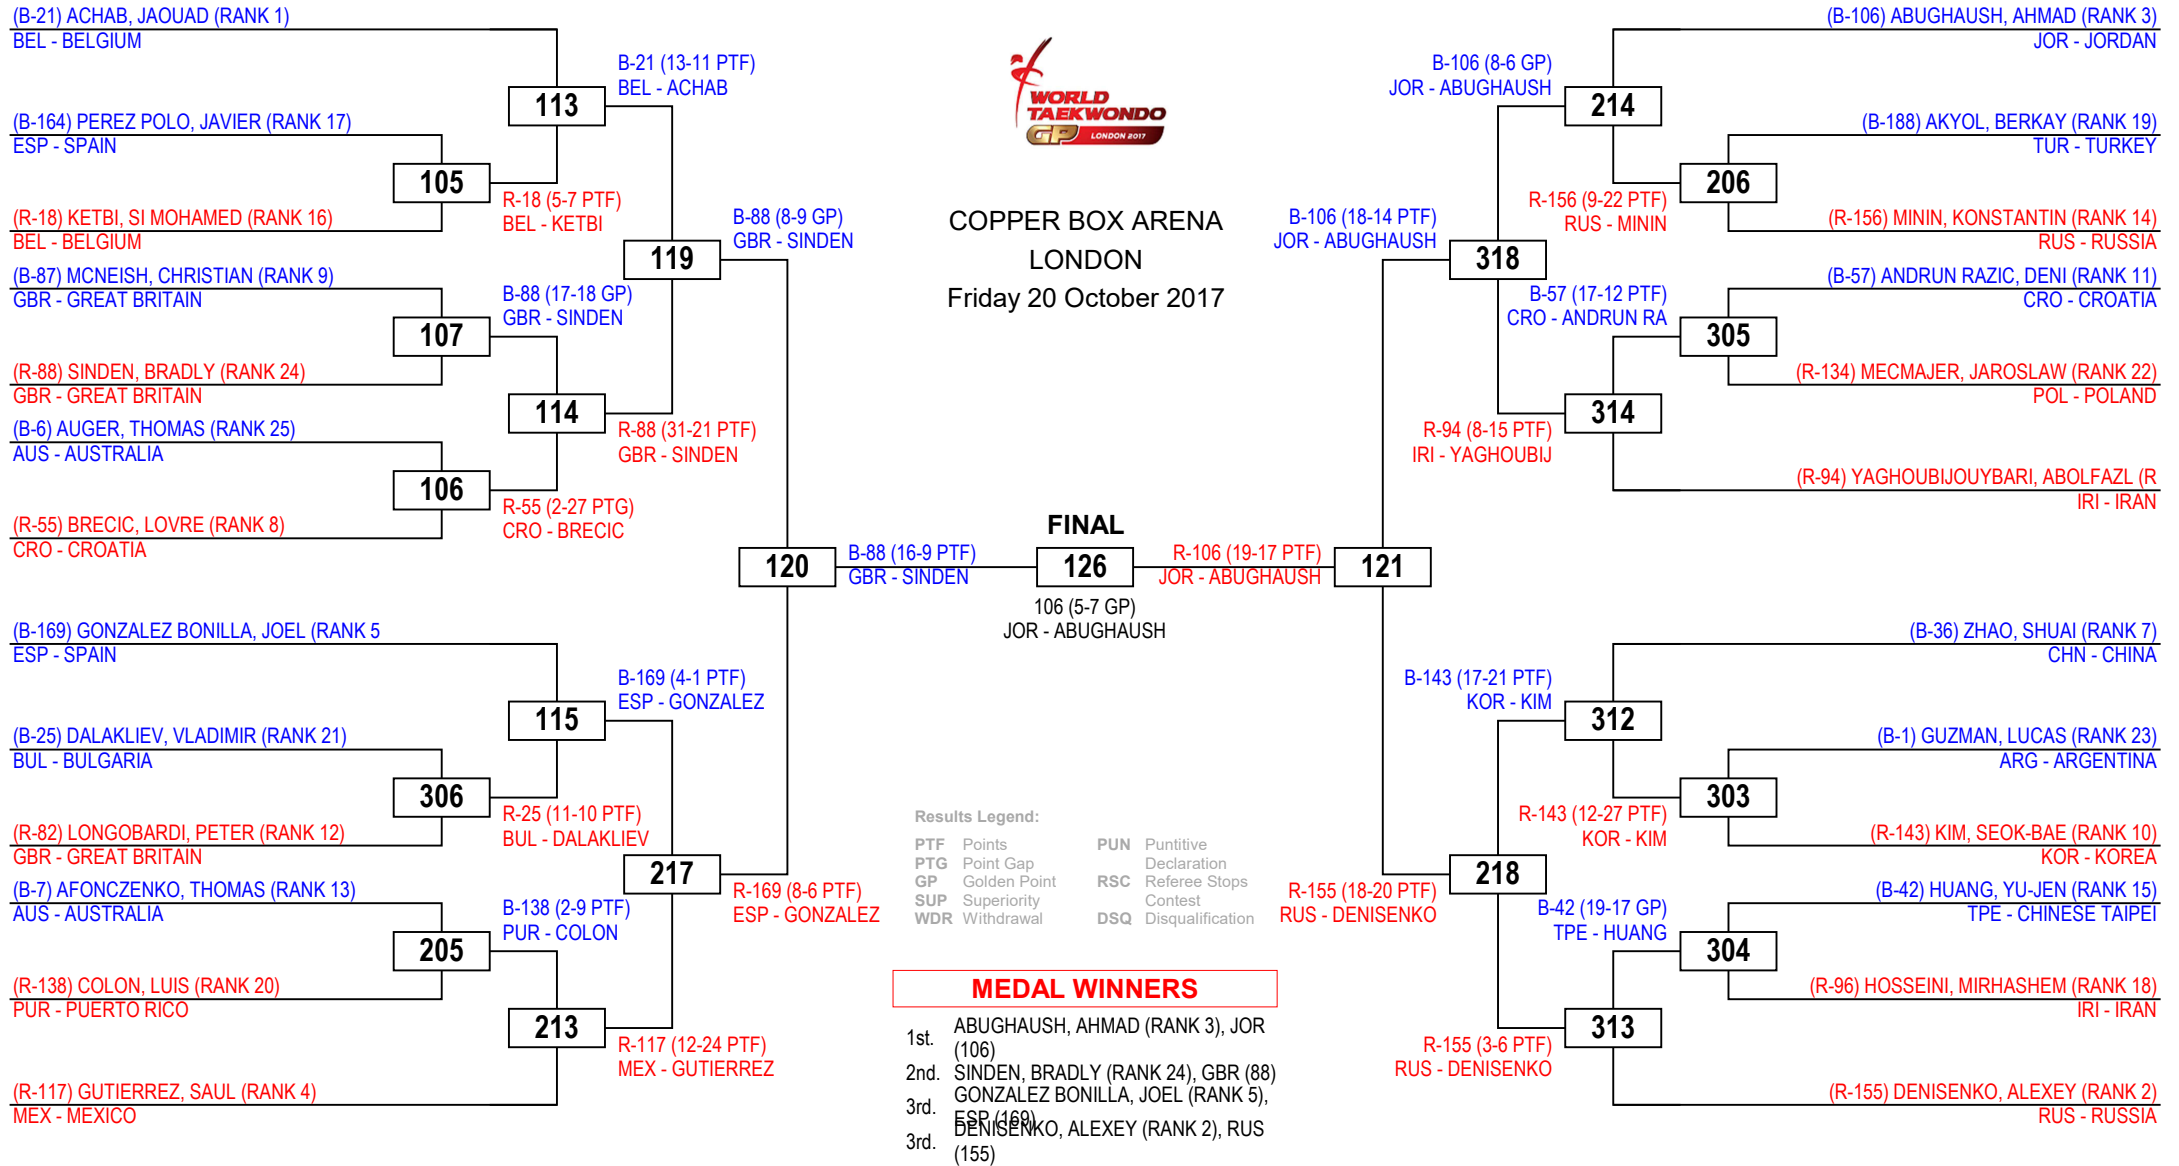 (B-21) ACHAB, JAOUAD (RANK 1)
BEL - BELGIUM
(B-164) PEREZ POLO, JAVIER (RANK 17)
ESP - SPAIN
(R-18) KETBI, SI MOHAMED (RANK 16)
BEL - BELGIUM
(B-87) MCNEISH, CHRISTIAN (RANK 9)
GBR - GREAT BRITAIN
(R-88) SINDEN, BRADLY (RANK 24)
GBR - GREAT BRITAIN
(B-6) AUGER, THOMAS (RANK 25)
AUS - AUSTRALIA
(R-55) BRECIC, LOVRE (RANK 8)
CRO - CROATIA
(B-169) GONZALEZ BONILLA, JOEL (RANK 5
ESP - SPAIN
(B-25) DALAKLIEV, VLADIMIR (RANK 21)
BUL - BULGARIA
(R-82) LONGOBARDI, PETER (RANK 12)
GBR - GREAT BRITAIN
(B-7) AFONCZENKO, THOMAS (RANK 13)
AUS - AUSTRALIA
(R-138) COLON, LUIS (RANK 20)
PUR - PUERTO RICO
(R-117) GUTIERREZ, SAUL (RANK 4)
MEX - MEXICO
105
R-18 (5-7 PTF)
BEL - KETBI
107
B-88 (17-18 GP)
GBR - SINDEN
106
R-55 (2-27 PTG)
CRO - BRECIC
306
R-25 (11-10 PTF)
BUL - DALAKLIEV
205
B-138 (2-9 PTF)
PUR - COLON
113
B-21 (13-11 PTF)
BEL - ACHAB
114
R-88 (31-21 PTF)
GBR - SINDEN
115
B-169 (4-1 PTF)
ESP - GONZALEZ
213
R-117 (12-24 PTF)
MEX - GUTIERREZ
119
B-88 (8-9 GP)
GBR - SINDEN
217
R-169 (8-6 PTF)
ESP - GONZALEZ
120
B-88 (16-9 PTF)
GBR - SINDEN
WORLD
TAEKWONDO
GP LONDON 2017
COPPER BOX ARENA
LONDON
Friday 20 October 2017
FINAL
126
106 (5-7 GP)
JOR - ABUGHAUSH
R-106 (19-17 PTF)
JOR - ABUGHAUSH
121
B-106 (18-14 PTF)
JOR - ABUGHAUSH
318
R-155 (18-20 PTF)
RUS - DENISENKO
218
B-106 (8-6 GP)
JOR - ABUGHAUSH
214
R-94 (8-15 PTF)
IRI - YAGHOUBIJ
314
B-143 (17-21 PTF)
KOR - KIM
312
R-155 (3-6 PTF)
RUS - DENISENKO
313
R-156 (9-22 PTF)
RUS - MININ
206
B-57 (17-12 PTF)
CRO - ANDRUN RA
305
R-143 (12-27 PTF)
KOR - KIM
303
B-42 (19-17 GP)
TPE - HUANG
304
(B-106) ABUGHAUSH, AHMAD (RANK 3)
JOR - JORDAN
(B-188) AKYOL, BERKAY (RANK 19)
TUR - TURKEY
(R-156) MININ, KONSTANTIN (RANK 14)
RUS - RUSSIA
(B-57) ANDRUN RAZIC, DENI (RANK 11)
CRO - CROATIA
(R-134) MECMAJER, JAROSLAW (RANK 22)
POL - POLAND
(R-94) YAGHOUBIJOUYBARI, ABOLFAZL (R
IRI - IRAN
(B-36) ZHAO, SHUAI (RANK 7)
CHN - CHINA
(B-1) GUZMAN, LUCAS (RANK 23)
ARG - ARGENTINA
(R-143) KIM, SEOK-BAE (RANK 10)
KOR - KOREA
(B-42) HUANG, YU-JEN (RANK 15)
TPE - CHINESE TAIPEI
(R-96) HOSSEINI, MIRHASHEM (RANK 18)
IRI - IRAN
(R-155) DENISENKO, ALEXEY (RANK 2)
RUS - RUSSIA
Results Legend:
PTF Points
PTG Point Gap
GP Golden Point
SUP Superiority
WDR Withdrawal
PUN Puntitive
Declaration
RSC Referee Stops
Contest
DSQ Disqualification
MEDAL WINNERS
1st. ABUGHAUSH, AHMAD (RANK 3), JOR
(106)
2nd. SINDEN, BRADLY (RANK 24), GBR (88)
3rd. GONZALEZ BONILLA, JOEL (RANK 5),
ESP (169)
3rd. DENISENKO, ALEXEY (RANK 2), RUS
(155)